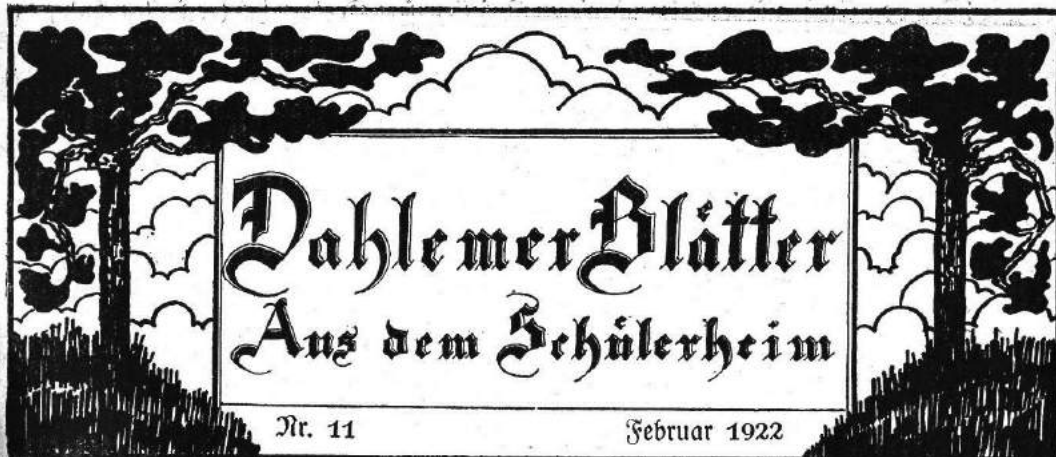 Dahlemer Blätter
Aus dem Schülerheim
Nr. 11 Februar 1922